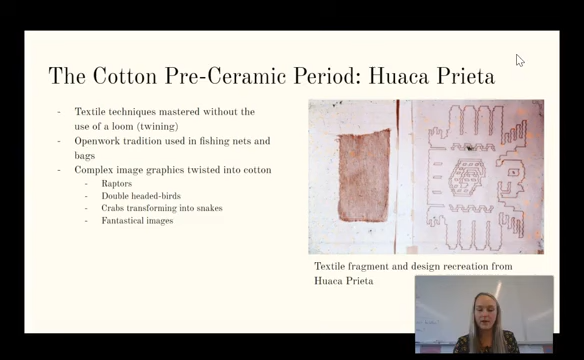 The Cotton Pre-Ceramic Period: Huaca Prieta
- Textile techniques mastered without the
use of a loom (twining)
- Openwork tradition used in fishing nets and
bags
- Complex image graphics twisted into cotton
- Raptors
- Double headed-birds
- Crabs transforming into snakes
- Fantastical images
Textile fragment and design recreation from
Huaca Prieta